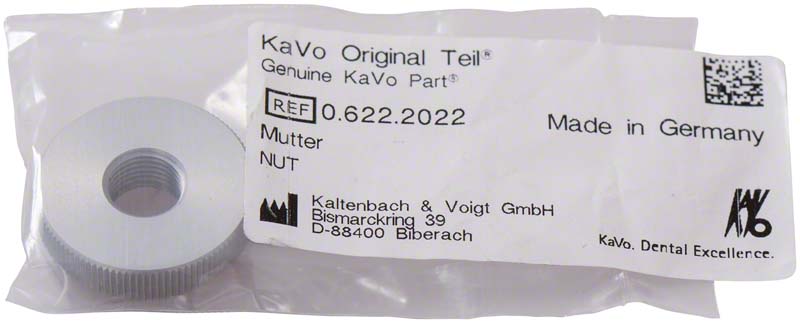 KaVo Original Teil®
Genuine KaVo Part®
REF 0.622.2022
Made in Germany
Mutter
NUT
Kaltenbach & Voigt GmbH
Bismarckring 39
D-88400 Biberach
KAVO
KaVo. Dental Excellence.